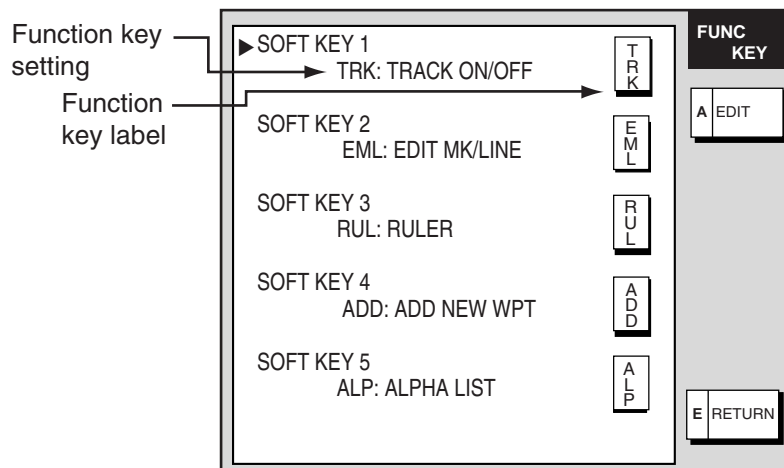 Function key
setting
Function
key label
▶SOFT KEY 1
TRK: TRACK ON/OFF
TRK
SOFT KEY 2
EML: EDIT MK/LINE
EML
SOFT KEY 3
RUL: RULER
RUL
SOFT KEY 4
ADD: ADD NEW WPT
ADD
SOFT KEY 5
ALP: ALPHA LIST
ALP
FUNC
KEY
A EDIT
E RETURN